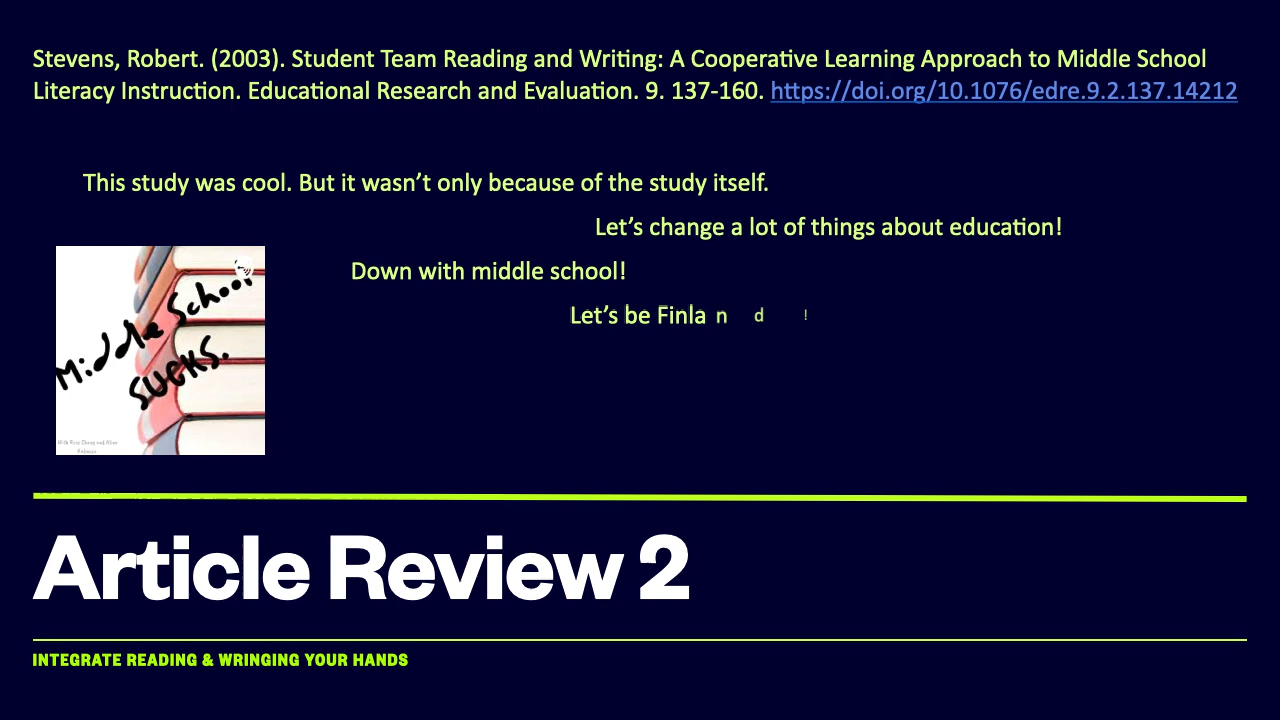 Stevens, Robert. (2003). Student Team Reading and Writing: A Cooperative Learning Approach to Middle School
Literacy Instruction. Educational Research and Evaluation. 9. 137-160. https://doi.org/10.1076/edre.9.2.137.14212
This study was cool. But it wasn’t only because of the study itself.
Let’s change a lot of things about education!
Down with middle school!
Let’s be Finland!
Middle School
SUCKS.
Article Review 2
INTEGRATE READING & WRINGING YOUR HANDS